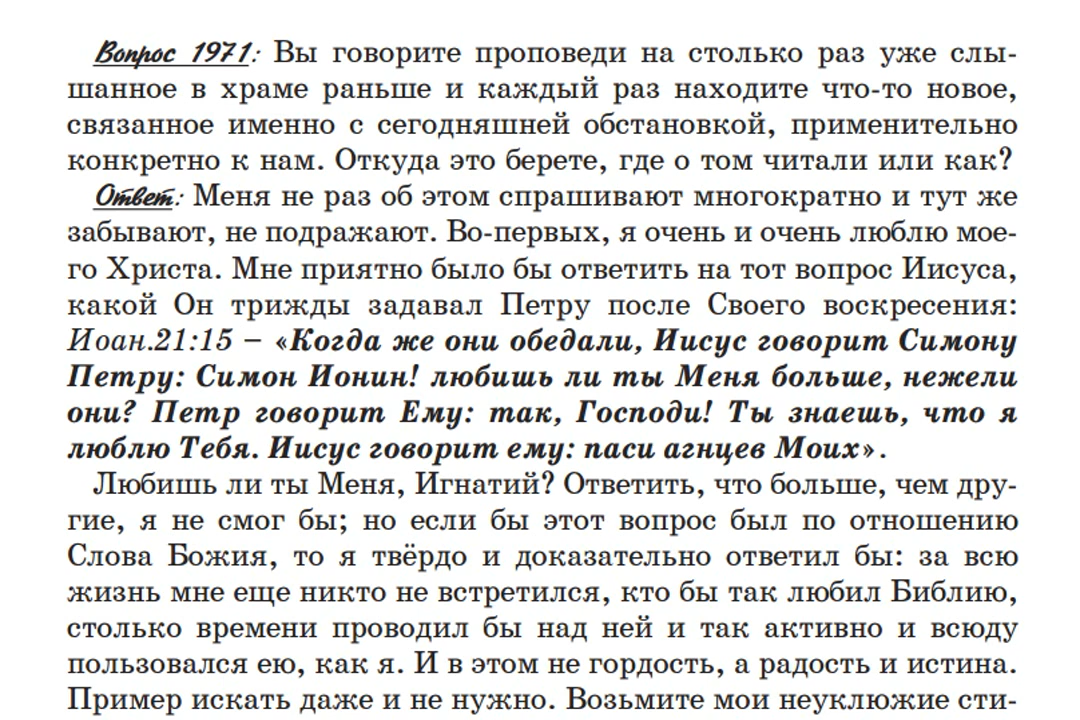 Вопрос 1971: Вы говорите проповеди на столько раз уже слы-
шанное в храме раньше и каждый раз находите что-то новое,
связанное именно с сегодняшней обстановкой, применительно
конкретно к нам. Откуда это берете, где о том читали или как?
Ответ: Меня не раз об этом спрашивают многократно и тут же
забывают, не подражают. Во-первых, я очень и очень люблю мое-
го Христа. Мне приятно было бы ответить на тот вопрос Иисуса,
какой Он трижды задавал Петру после Своего воскресения:
Иоан.21:15 – «Когда же они обедали, Иисус говорит Симону
Петру: Симон Ионин! любишь ли ты Меня больше, нежели
они? Петр говорит Ему: так, Господи! Ты знаешь, что я
люблю Тебя. Иисус говорит ему: паси агнцев Моих».
Любишь ли ты Меня, Игнатий? Ответить, что больше, чем дру-
гие, я не смог бы; но если бы этот вопрос был по отношению
Слова Божия, то я твёрдо и доказательно ответил бы: за всю
жизнь мне еще никто не встретился, кто бы так любил Библию,
столько времени проводил бы над ней и так активно и всюду
пользовался ею, как я. И в этом не гордость, а радость и истина.
Пример искать даже и не нужно. Возьмите мои неуклюжие сти-